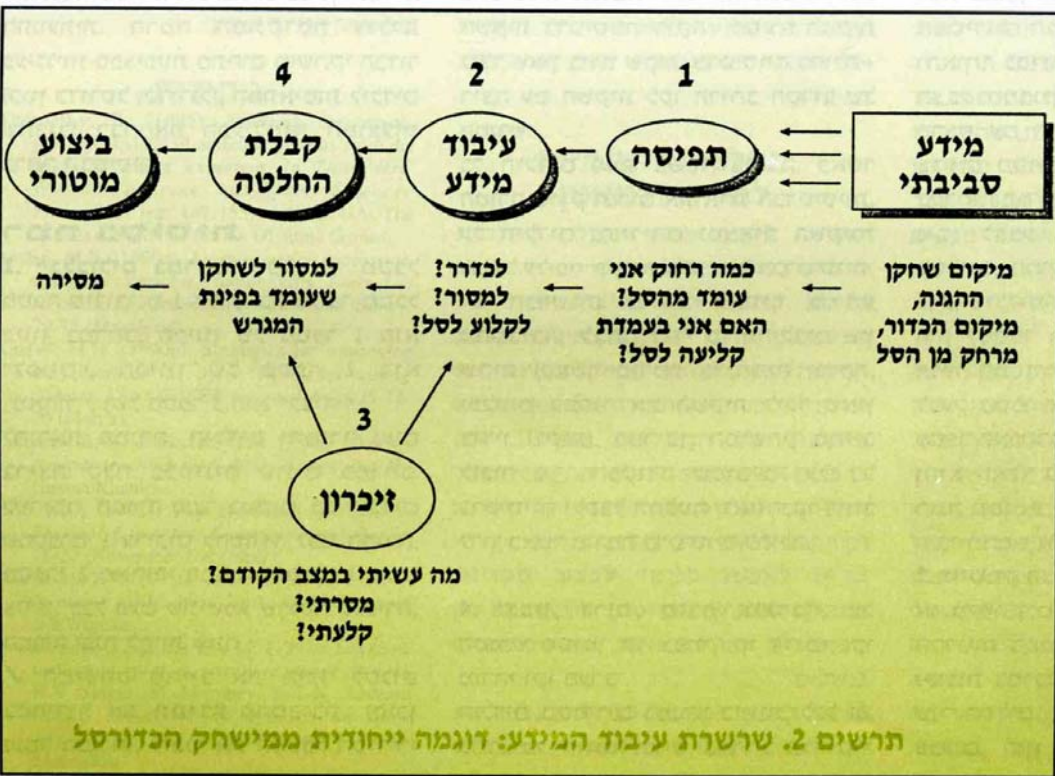 1
2
4
מידע
סביבתי
תפיסה
עיבוד
מידע
קבלת
החלטה
ביצוע
מוטורי
מיקום שחקן
ההגנה,
מיקום הכדור,
מרחק מן הסל
כמה רחוק אני
עומד מהסל?
האם אני בעמדת
קליעה לסל?
לכדרר?
למסור?
לקלוע לסל?
למסור לשחקן
שעומד בפינת
המגרש
מסירה
3
זיכרון
מה עשיתי במצב הקודם?
מסרתי?
קלעתי?
תרשים 2. שרשרת עיבוד המידע: דוגמה ייחודית ממישחק הכדורסל